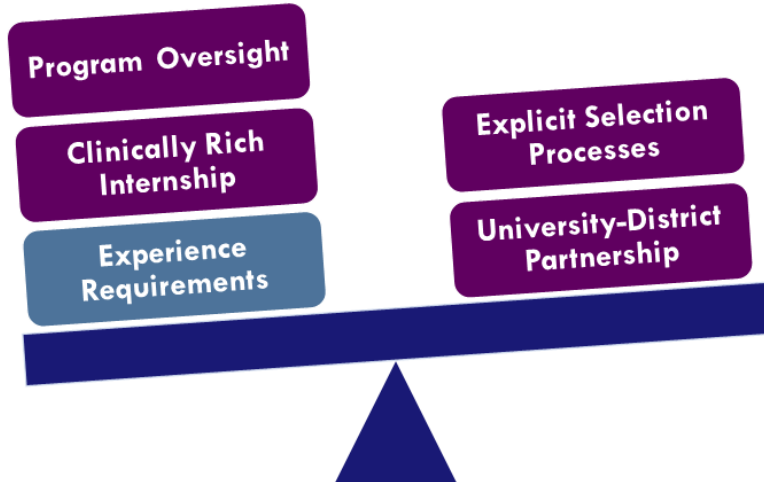 Program Oversight
Clinically Rich
Internship
Experience
Requirements
Explicit Selection
Processes
University-District
Partnership